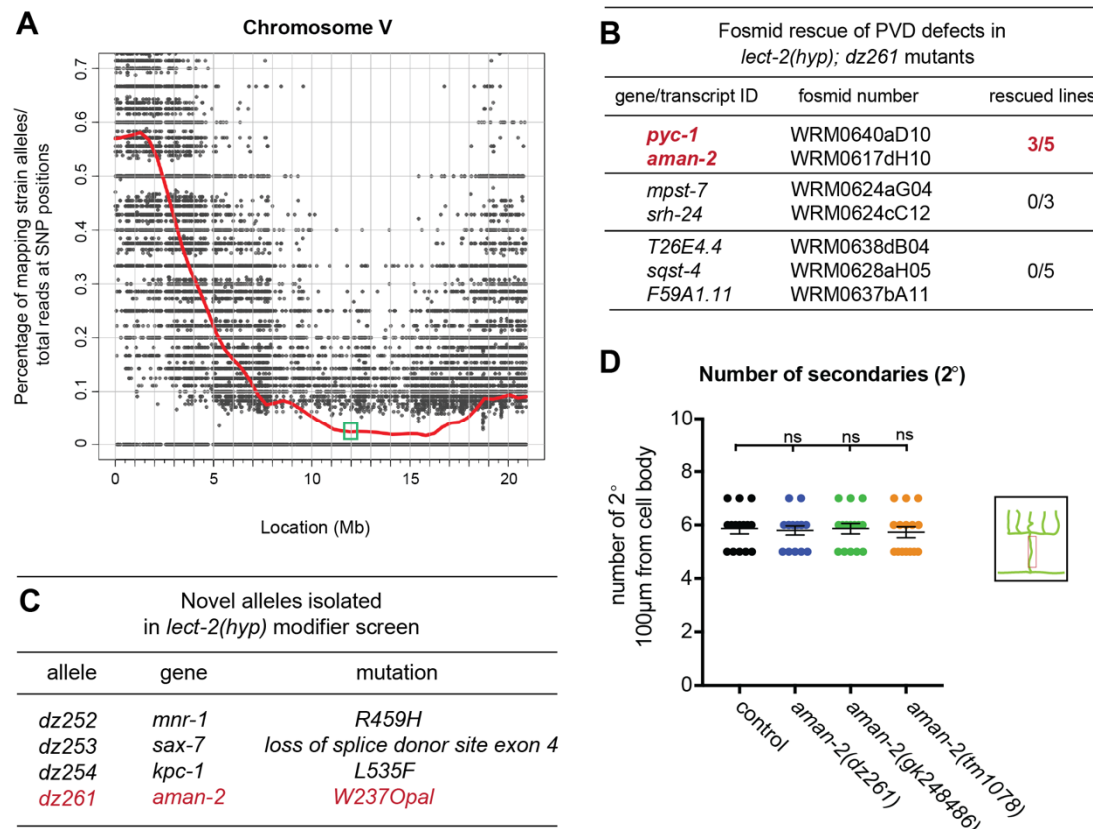 A
Chromosome V
Percentage of mapping strain alleles/
total reads at SNP positions
0.7
0.6
0.5
0.4
0.3
0.2
0.1
0
0 5 10 15 20
Location (Mb)
B
Fosmid rescue of PVD defects in
lect-2(hyp); dz261 mutants
gene/transcript ID fosmid number rescued lines
pyc-1 WRM0640aD10
3/5
aman-2 WRM0617dH10
mpst-7 WRM0624aG04
0/3
srh-24 WRM0624cC12
T26E4.4 WRM0638dB04
sqst-4 WRM0628aH05 0/5
F59A1.11 WRM0637bA11
C
Novel alleles isolated
in lect-2(hyp) modifier screen
allele gene mutation
dz252 mnr-1 R459H
dz253 sax-7 loss of splice donor site exon 4
dz254 kpc-1 L535F
dz261 aman-2 W237Opal
D
Number of secondaries (2°)
number of 2°
100µm from cell body
10
8
6
4
2
0
ns ns ns
control
aman-2(dz261)
aman-2(gk248486)
aman-2(tm1078)